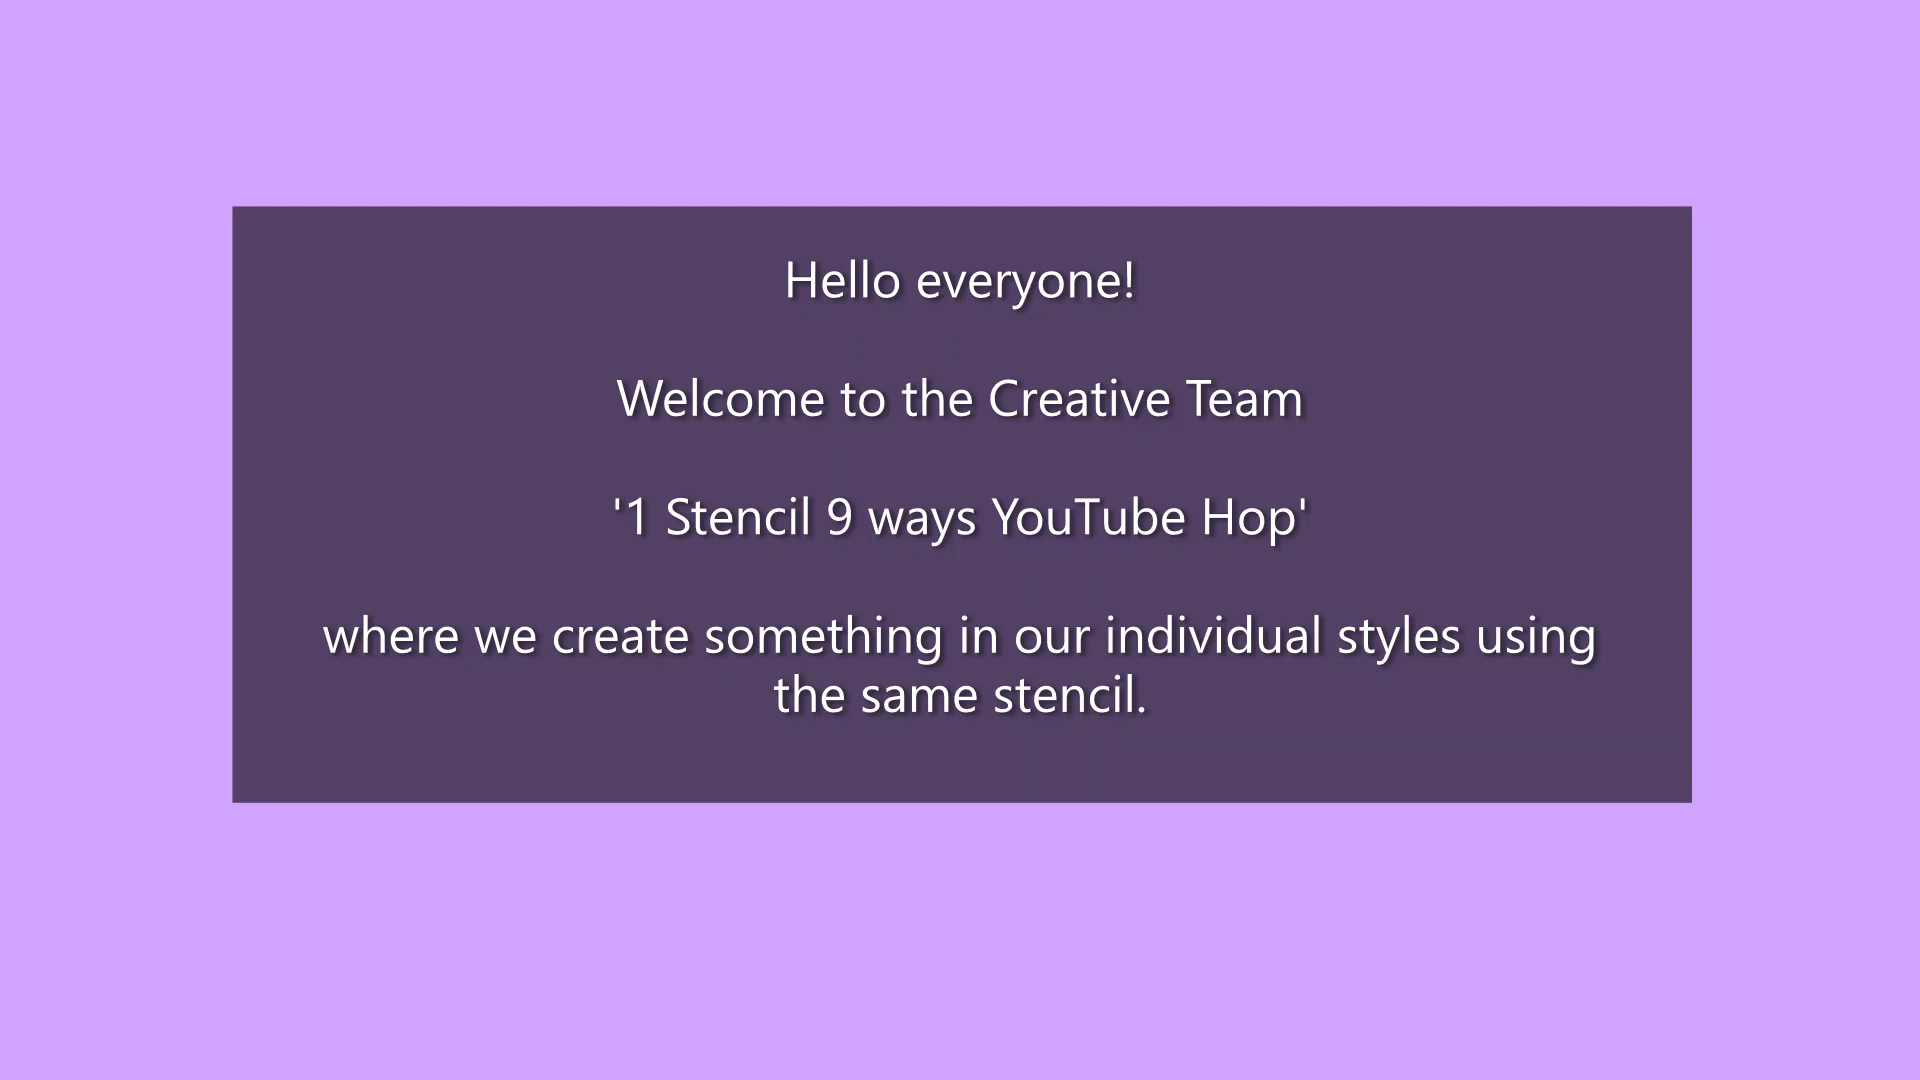 Hello everyone!
Welcome to the Creative Team
'1 Stencil 9 ways YouTube Hop'
where we create something in our individual styles using
the same stencil.